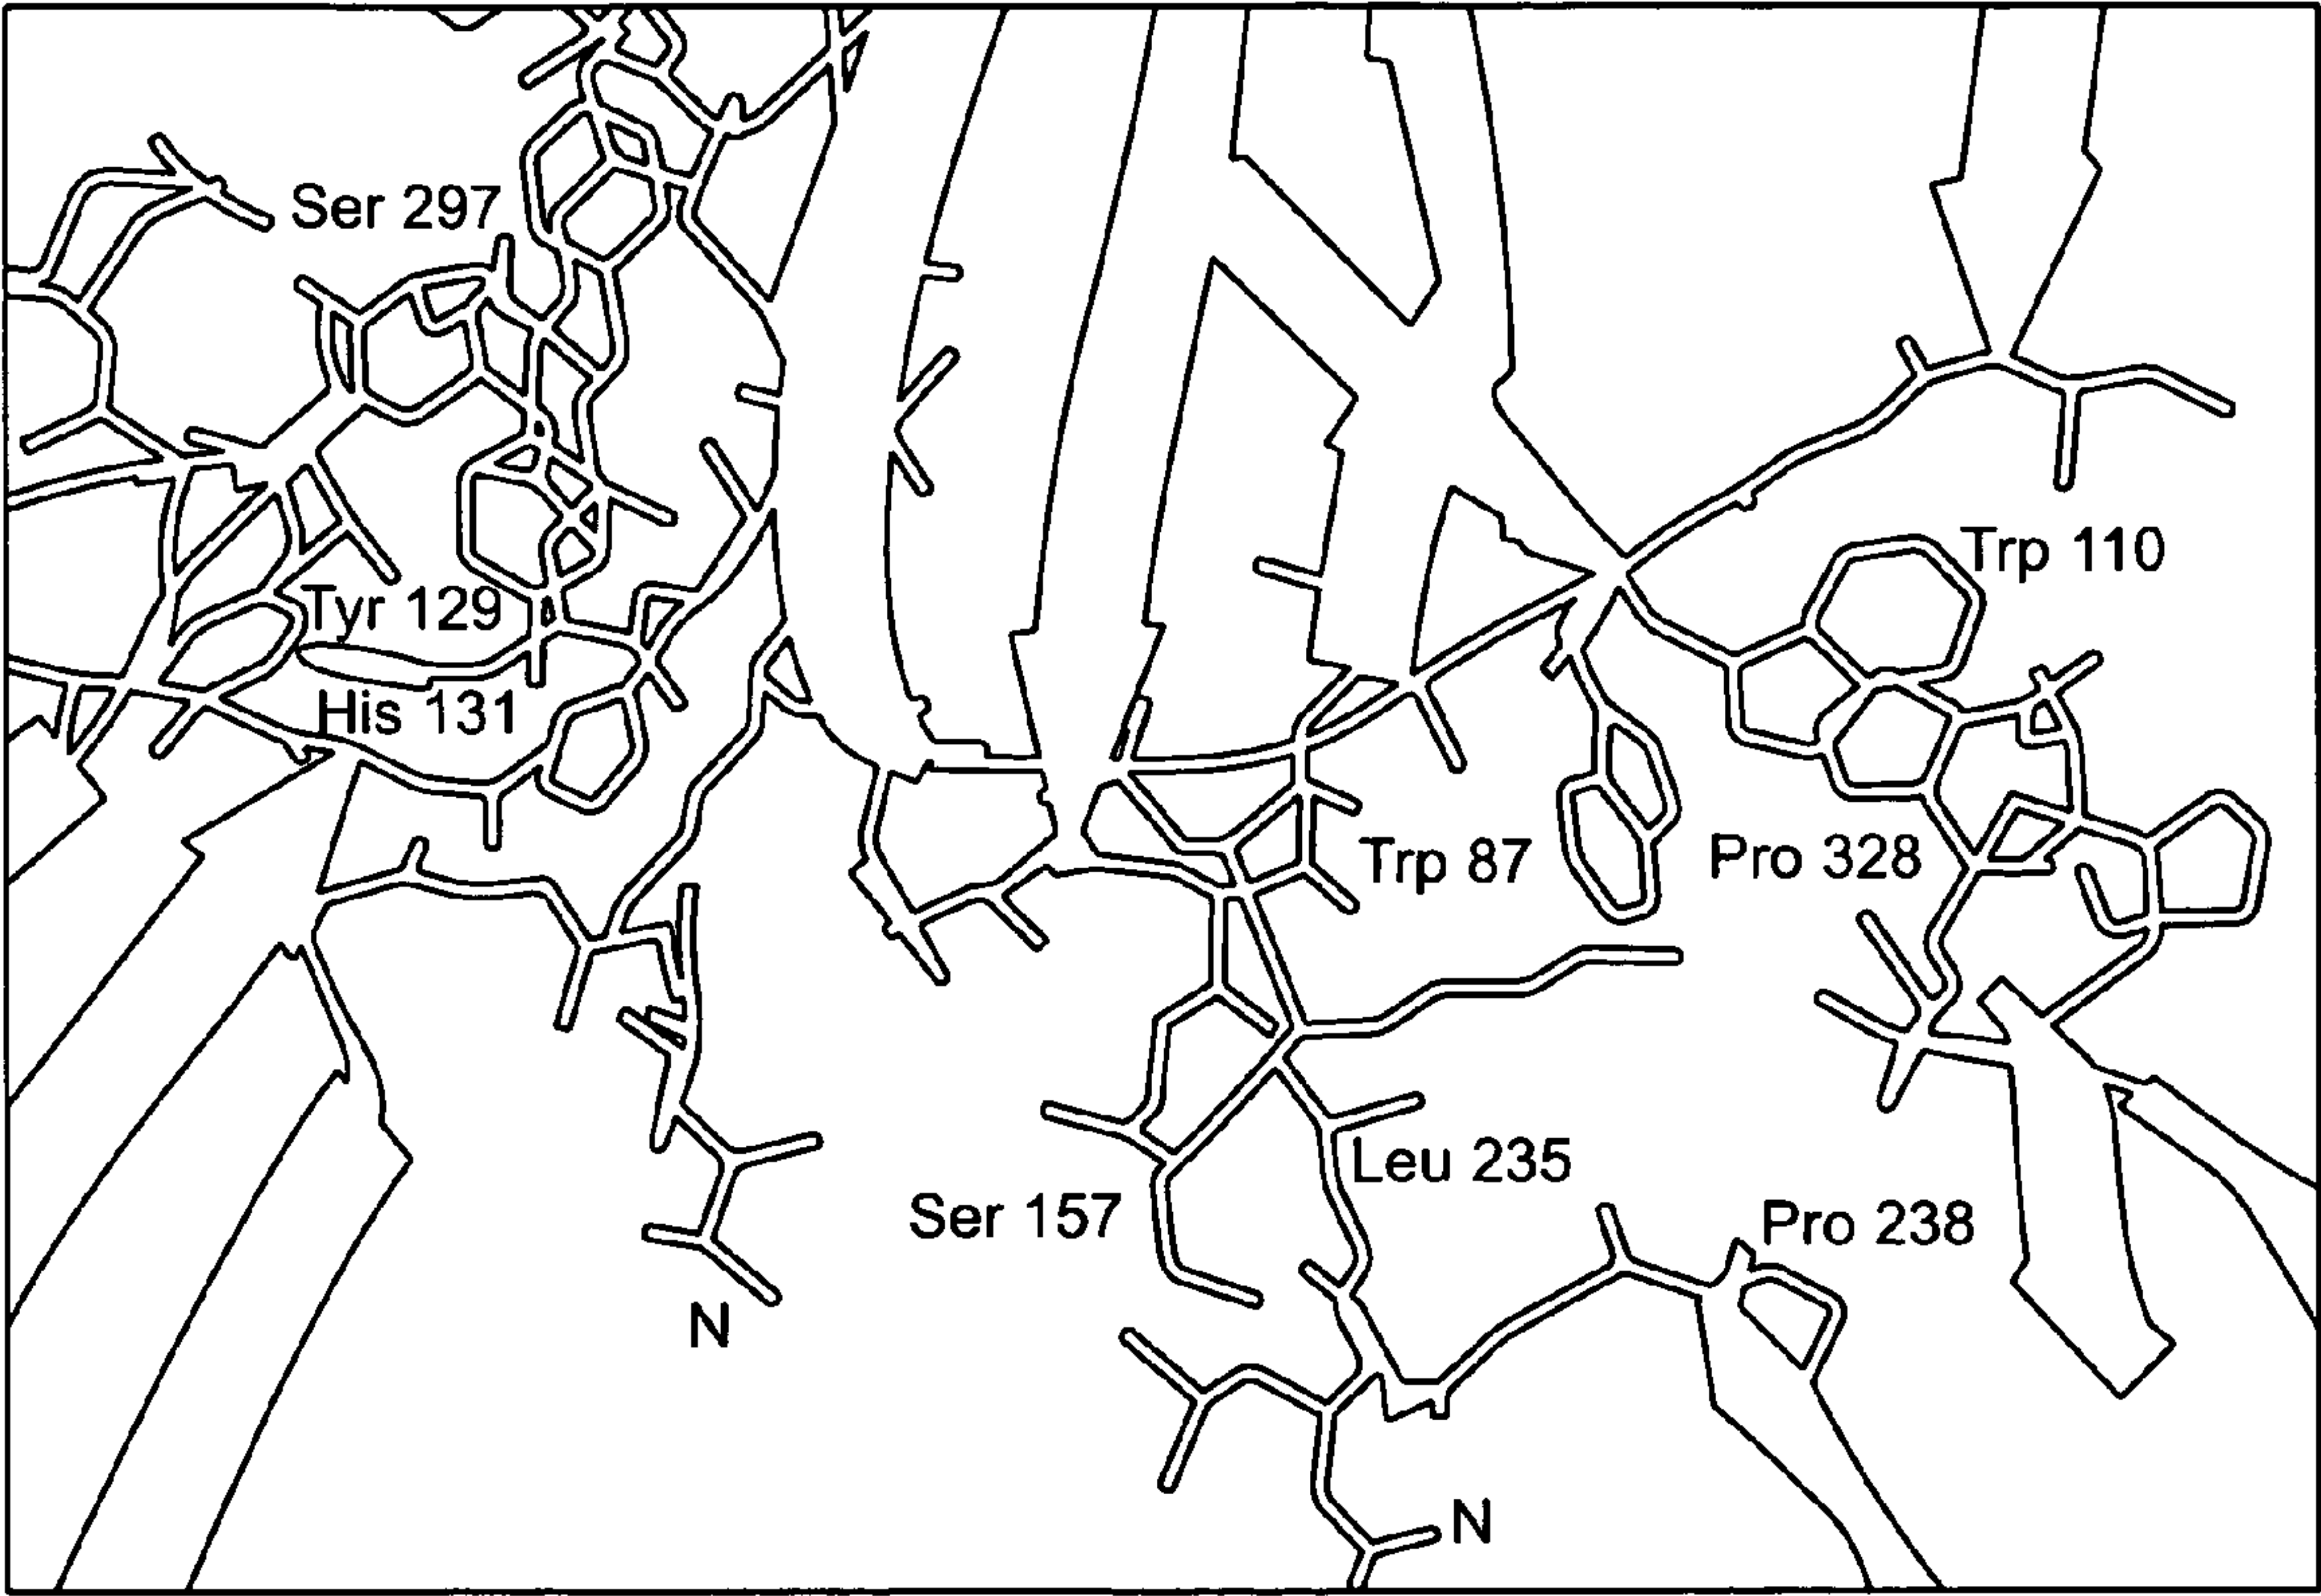 Ser 297
Trp 110
Tyr 129
His 131
Trp 87
Pro 328
Leu 235
Ser 157
Pro 238
N
N